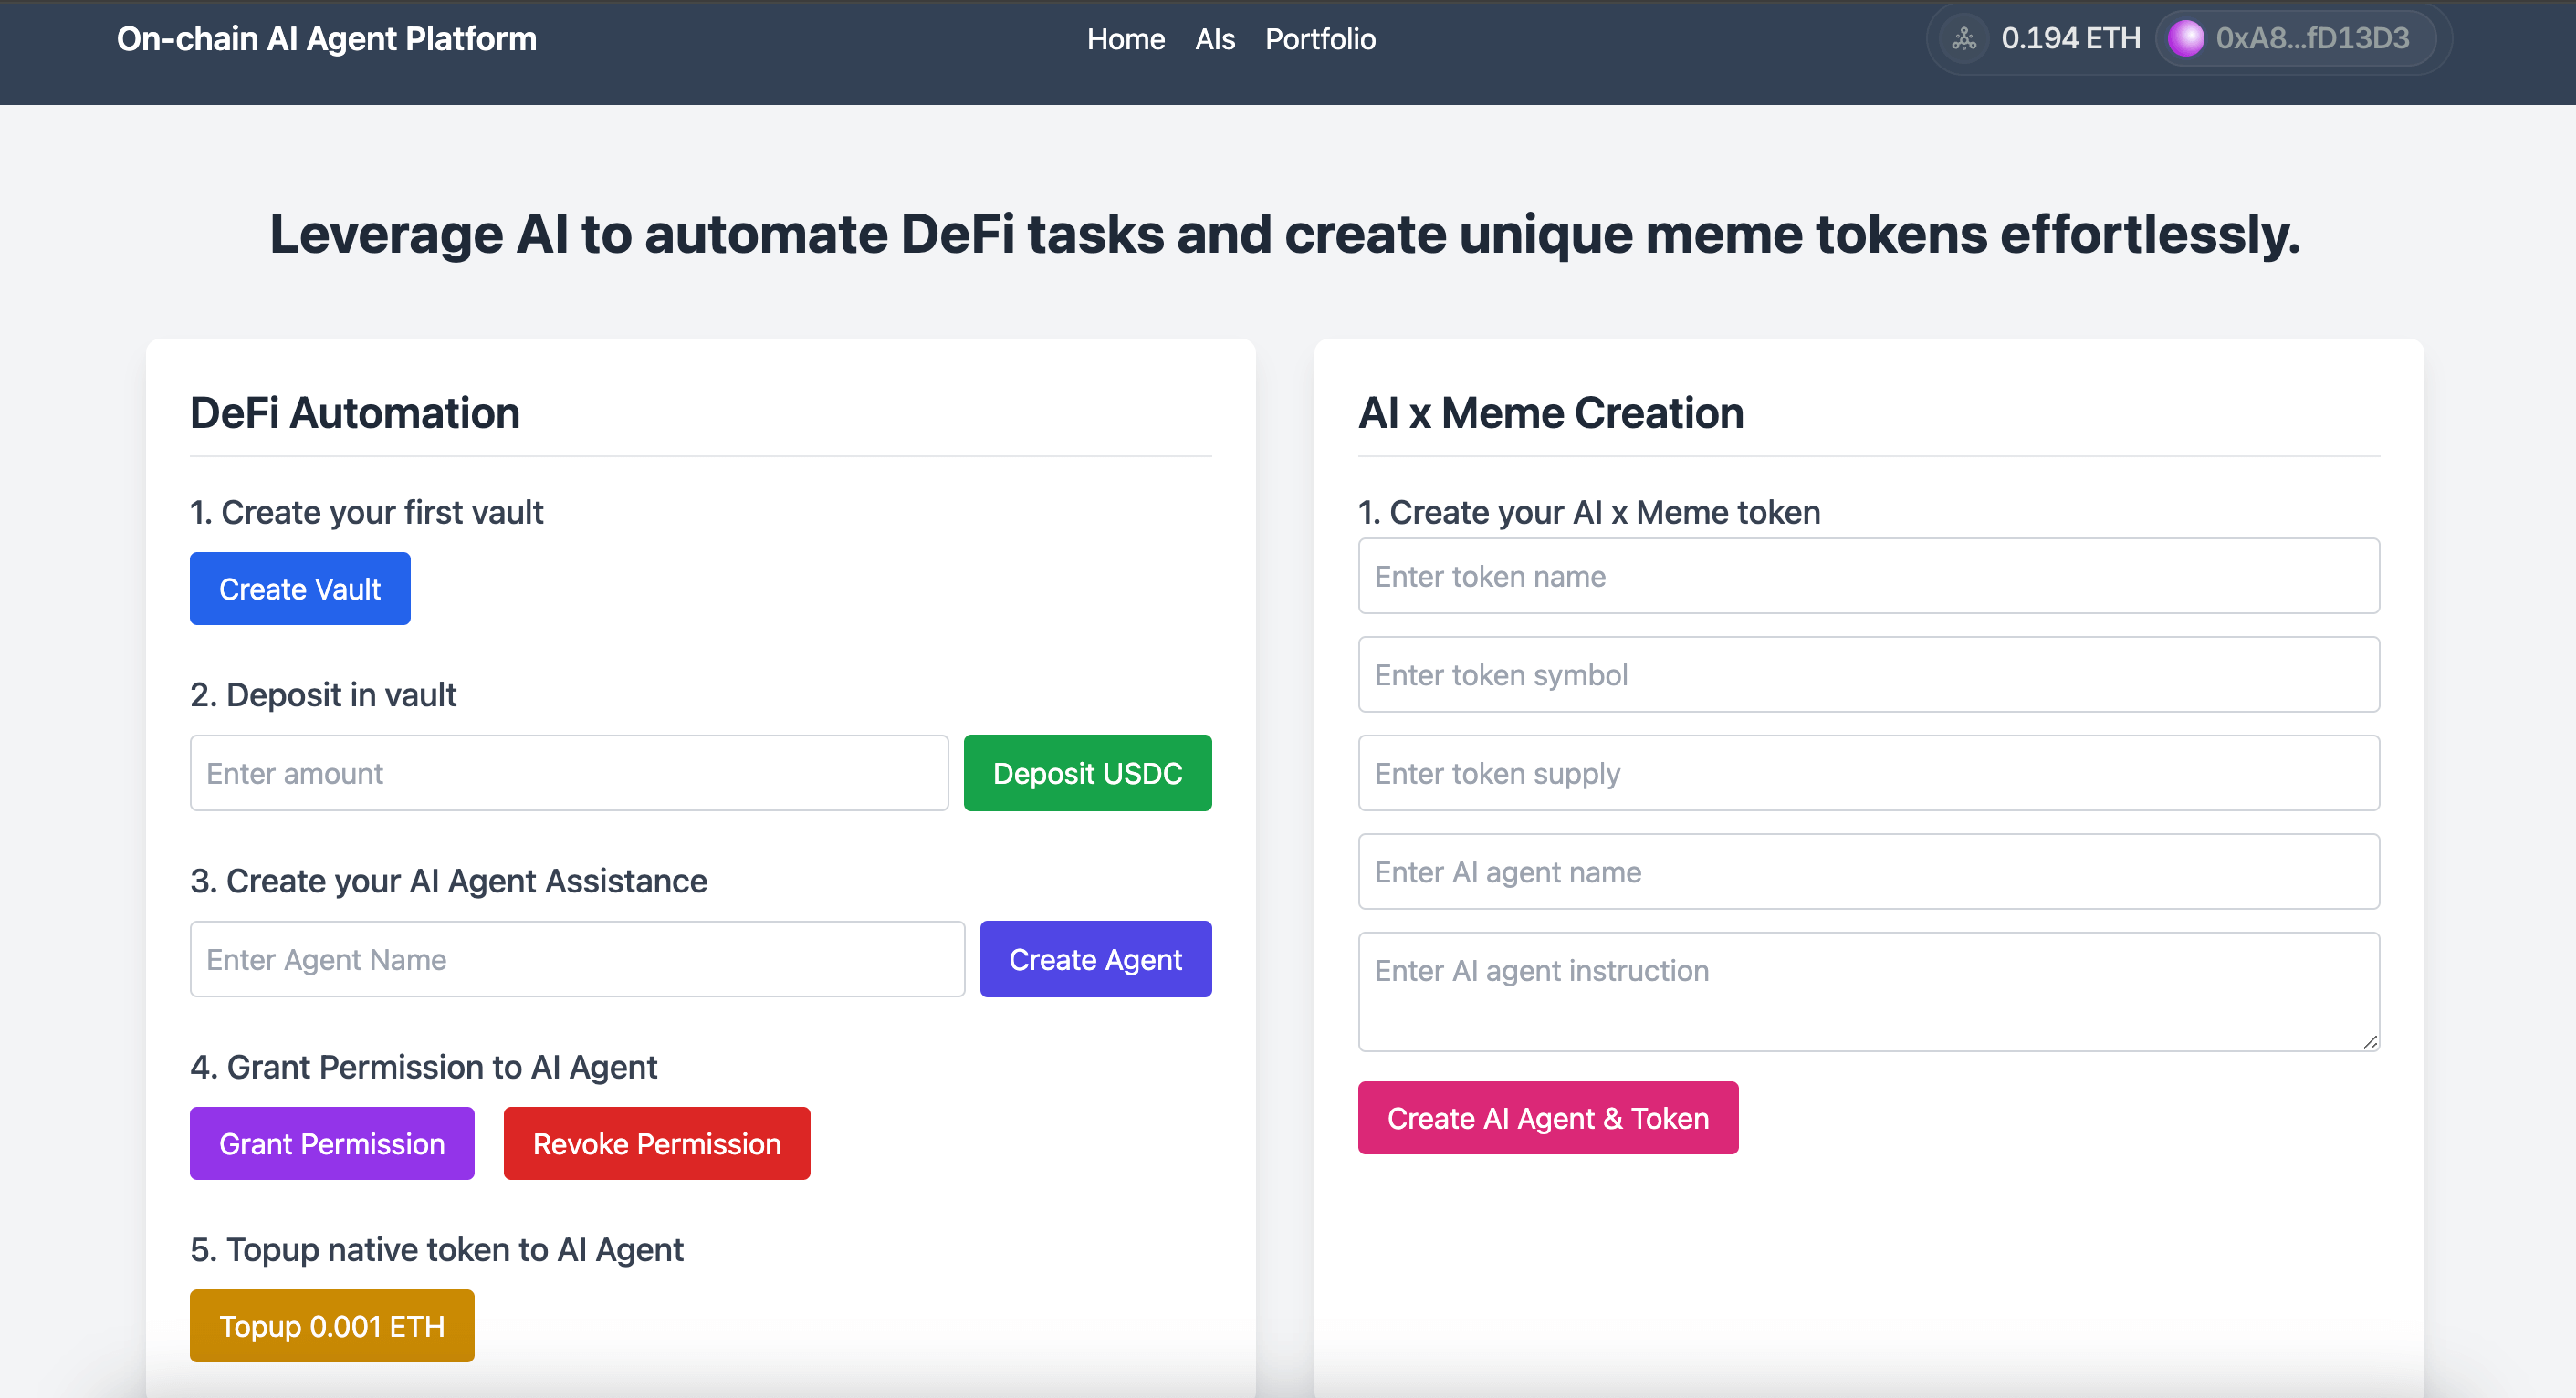 On-chain AI Agent Platform
Home AIs Portfolio
0.194 ETH 0xA8...fD13D3
Leverage AI to automate DeFi tasks and create unique meme tokens effortlessly.
DeFi Automation
1. Create your first vault
Create Vault
2. Deposit in vault
Enter amount Deposit USDC
3. Create your AI Agent Assistance
Enter Agent Name Create Agent
4. Grant Permission to AI Agent
Grant Permission Revoke Permission
5. Topup native token to AI Agent
Topup 0.001 ETH
AI x Meme Creation
1. Create your AI x Meme token
Enter token name
Enter token symbol
Enter token supply
Enter AI agent name
Enter AI agent instruction
Create AI Agent & Token